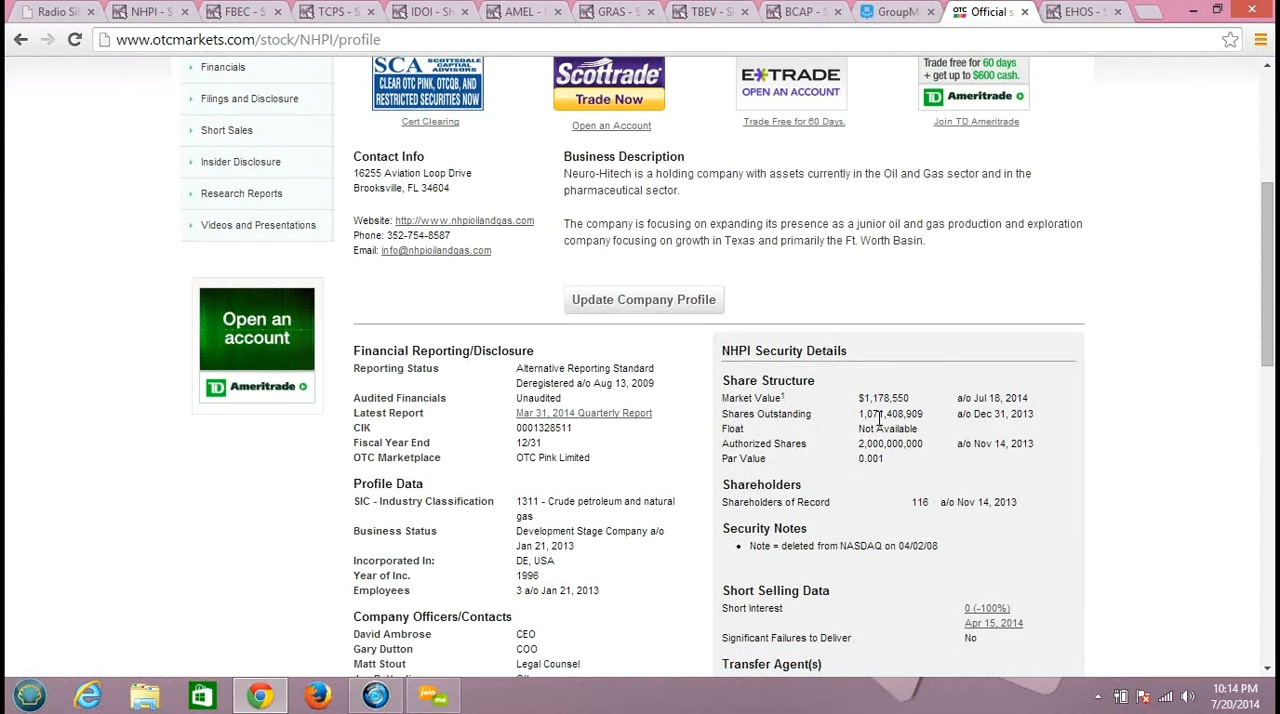 Radio Si
NHPI - S
FBEC - S
TCPS - S
IDOI - Sh
AMEL - S
GRAS - S
TBEV - S
BCAP - S
GroupM
Official s
EHOS - S
www.otcmarkets.com/stock/NHPI/profile
Financials
Filings and Disclosure
Short Sales
Insider Disclosure
Research Reports
Videos and Presentations
SCA SCOTTSDALE CAPTIAL ADVISORS
CLEAR OTC PINK, OTCQB, AND RESTRICTED SECURITIES NOW
Cert Clearing
Scottrade
Trade Now
Open an Account
E*TRADE
OPEN AN ACCOUNT
Trade Free for 60 Days.
Trade free for 60 days
+ get up to $600 cash.
TD Ameritrade
Join TD Ameritrade
Contact Info
16255 Aviation Loop Drive
Brooksville, FL 34604
Website: http://www.nhpioilandgas.com
Phone: 352-754-8587
Email: info@nhpioilandgas.com
Business Description
Neuro-Hitech is a holding company with assets currently in the Oil and Gas sector and in the
pharmaceutical sector.
The company is focusing on expanding its presence as a junior oil and gas production and exploration
company focusing on growth in Texas and primarily the Ft. Worth Basin.
Update Company Profile
Open an
account
TD Ameritrade
Financial Reporting/Disclosure
Reporting Status Alternative Reporting Standard
Deregistered a/o Aug 13, 2009
Audited Financials Unaudited
Latest Report Mar 31, 2014 Quarterly Report
CIK 0001328511
Fiscal Year End 12/31
OTC Marketplace OTC Pink Limited
Profile Data
SIC - Industry Classification 1311 - Crude petroleum and natural
gas
Business Status Development Stage Company a/o
Jan 21, 2013
Incorporated In: DE, USA
Year of Inc. 1996
Employees 3 a/o Jan 21, 2013
Company Officers/Contacts
David Ambrose CEO
Gary Dutton COO
Matt Stout Legal Counsel
NHPI Security Details
Share Structure
Market Value1 $1,178,550 a/o Jul 18, 2014
Shares Outstanding 1,071,408,909 a/o Dec 31, 2013
Float Not Available
Authorized Shares 2,000,000,000 a/o Nov 14, 2013
Par Value 0.001
Shareholders
Shareholders of Record 116 a/o Nov 14, 2013
Security Notes
• Note = deleted from NASDAQ on 04/02/08
Short Selling Data
Short Interest 0 (-100%)
Apr 15, 2014
Significant Failures to Deliver No
Transfer Agent(s)
join
me
10:14 PM
7/20/2014